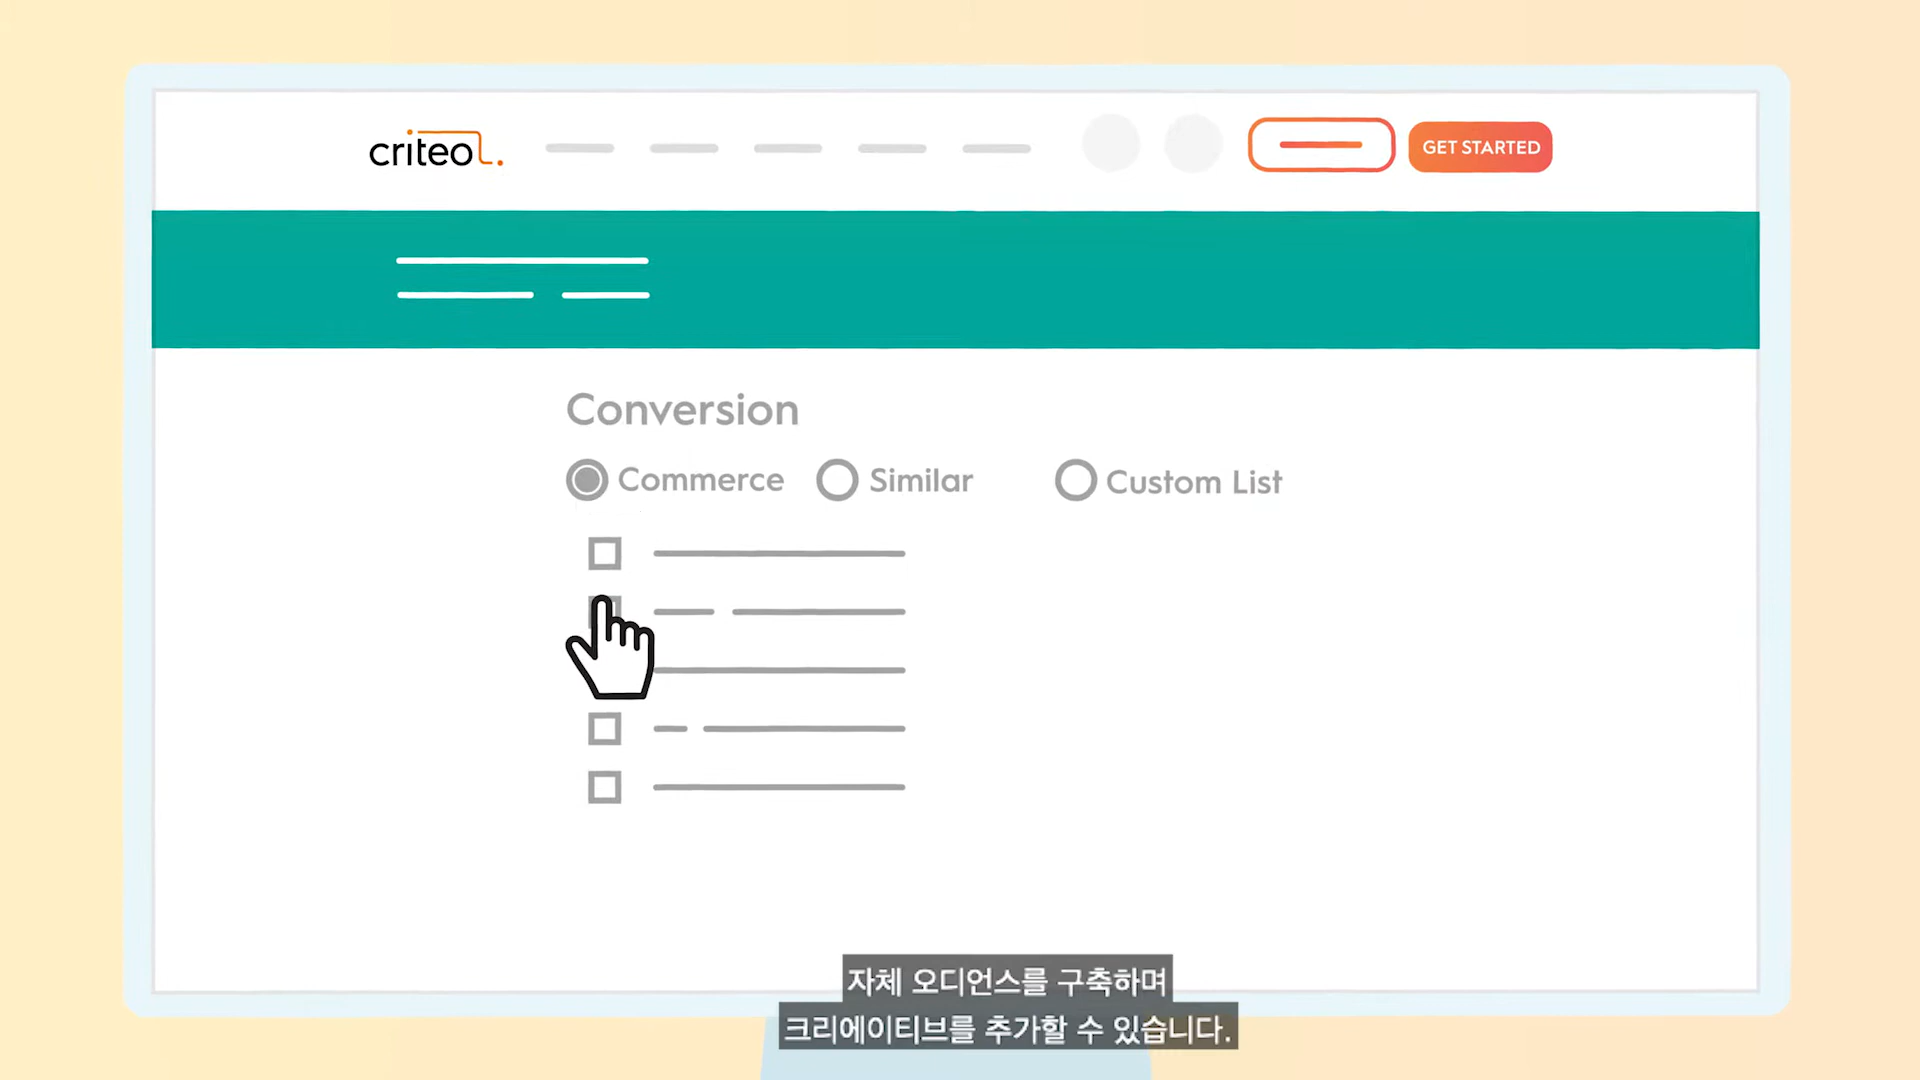 criteo
GET STARTED
Conversion
Commerce
Similar
Custom List
자체 오디언스를 구축하며
크리에이티브를 추가할 수 있습니다.